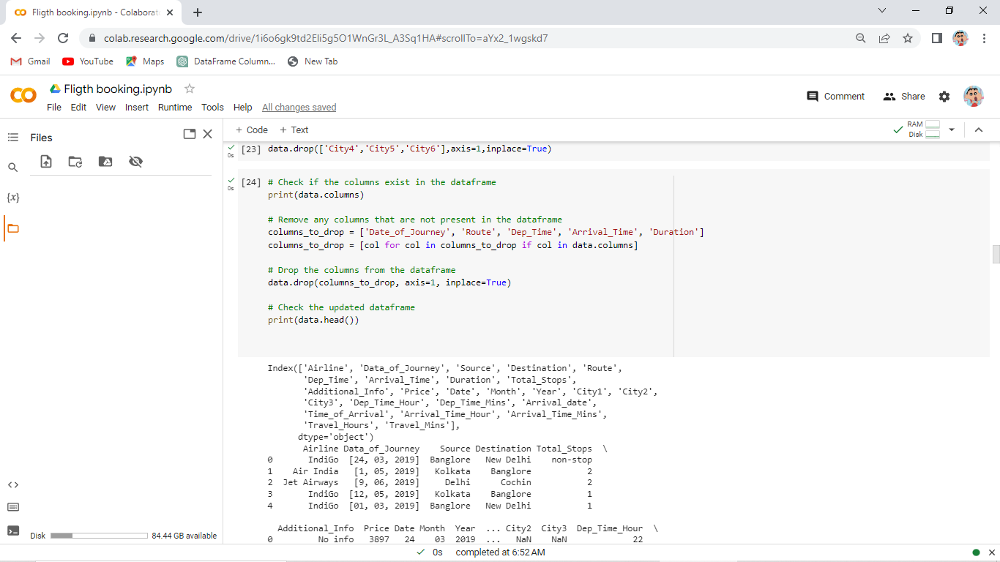 Fligth booking.ipynb - Colaborat
colab.research.google.com/drive/1i6o6gk9td2Eli5g5O1WnGr3L_A3Sq1HA#scrollTo=aYx2_1wgskd7
Gmail YouTube Maps DataFrame Column... New Tab
Fligth booking.ipynb
Comment Share
File Edit View Insert Runtime Tools Help All changes saved
Files
+ Code + Text
RAM
Disk
[23] data.drop(['City4','City5','City6'],axis=1,inplace=True)
0s
[24] # Check if the columns exist in the dataframe
0s
print(data.columns)
# Remove any columns that are not present in the dataframe
{x}
columns_to_drop = ['Date_of_Journey', 'Route', 'Dep_Time', 'Arrival_Time', 'Duration']
columns_to_drop = [col for col in columns_to_drop if col in data.columns]
# Drop the columns from the dataframe
data.drop(columns_to_drop, axis=1, inplace=True)
# Check the updated dataframe
print(data.head())
Index(['Airline', 'Data_of_Journey', 'Source', 'Destination', 'Route',
'Dep_Time', 'Arrival_Time', 'Duration', 'Total_Stops',
'Additional_Info', 'Price', 'Date', 'Month', 'Year', 'City1', 'City2',
'City3', 'Dep_Time_Hour', 'Dep_Time_Mins', 'Arrival_date',
'Time_of_Arrival', 'Arrival_Time_Hour', 'Arrival_Time_Mins',
'Travel_Hours', 'Travel_Mins'],
dtype='object')
Airline Data_of_Journey Source Destination Total_Stops \
0 IndiGo [24, 03, 2019] Banglore New Delhi non-stop
1 Air India [1, 05, 2019] Kolkata Banglore 2
2 Jet Airways [9, 06, 2019] Delhi Cochin 2
3 IndiGo [12, 05, 2019] Kolkata Banglore 1
4 IndiGo [01, 03, 2019] Banglore New Delhi 1
Additional_Info Price Date Month Year ... City2 City3 Dep_Time_Hour \
0 No info 3897 24 03 2019 ... NaN NaN 22
Disk 84.44 GB available
0s completed at 6:52 AM